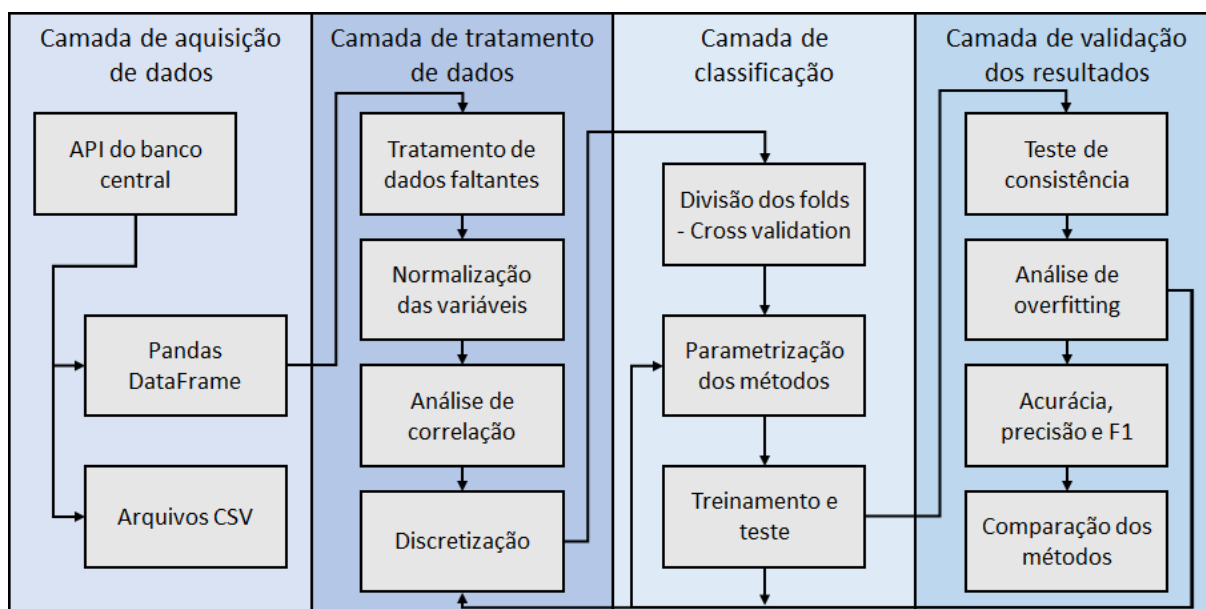 Camada de aquisição
de dados
API do banco
central
Pandas
DataFrame
Arquivos CSV
Camada de tratamento
de dados
Tratamento de
dados faltantes
Normalização
das variáveis
Análise de
correlação
Discretização
Camada de
classificação
Divisão dos folds
- Cross validation
Parametrização
dos métodos
Treinamento e
teste
Camada de validação
dos resultados
Teste de
consistência
Análise de
overfitting
Acurácia,
precisão e F1
Comparação dos
métodos